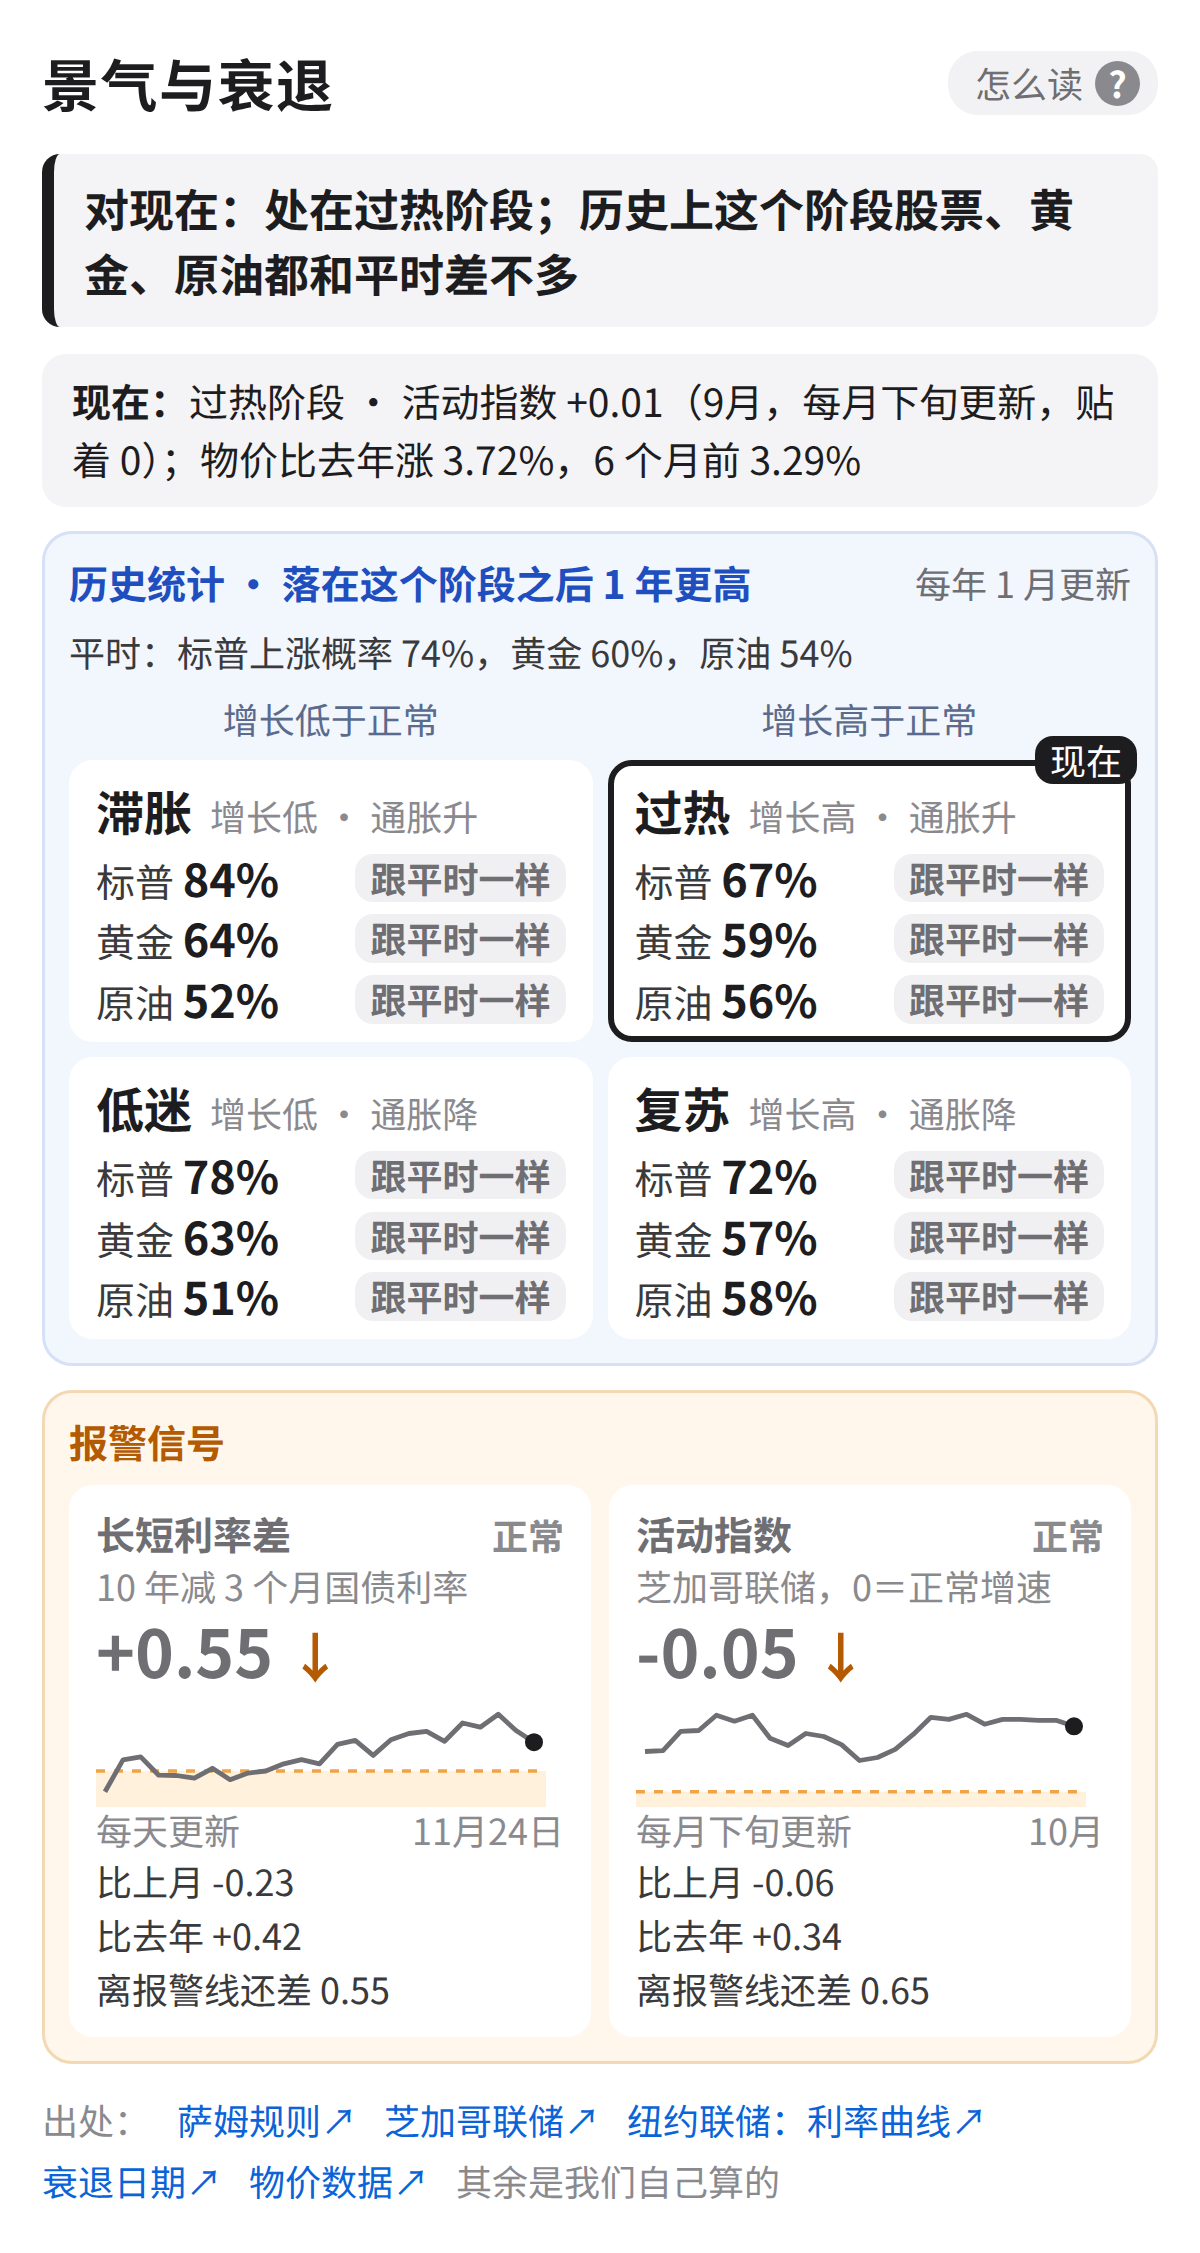 景气与衰退
怎么读 ?
对现在：处在过热阶段；历史上这个阶段股票、黄
金、原油都和平时差不多
现在：过热阶段 · 活动指数 +0.01（9月，每月下旬更新，贴
着 0）；物价比去年涨 3.72%，6 个月前 3.29%
历史统计 · 落在这个阶段之后 1 年更高
每年 1 月更新
平时：标普上涨概率 74%，黄金 60%，原油 54%
增长低于正常
增长高于正常
现在
滞胀 增长低 · 通胀升
标普 84% 跟平时一样
黄金 64% 跟平时一样
原油 52% 跟平时一样
过热 增长高 · 通胀升
标普 67% 跟平时一样
黄金 59% 跟平时一样
原油 56% 跟平时一样
低迷 增长低 · 通胀降
标普 78% 跟平时一样
黄金 63% 跟平时一样
原油 51% 跟平时一样
复苏 增长高 · 通胀降
标普 72% 跟平时一样
黄金 57% 跟平时一样
原油 58% 跟平时一样
报警信号
长短利率差 正常
10 年减 3 个月国债利率
+0.55 ↓
每天更新 11月24日
比上月 -0.23
比去年 +0.42
离报警线还差 0.55
活动指数 正常
芝加哥联储，0＝正常增速
-0.05 ↓
每月下旬更新 10月
比上月 -0.06
比去年 +0.34
离报警线还差 0.65
出处： 萨姆规则↗ 芝加哥联储↗ 纽约联储：利率曲线↗
衰退日期↗ 物价数据↗ 其余是我们自己算的